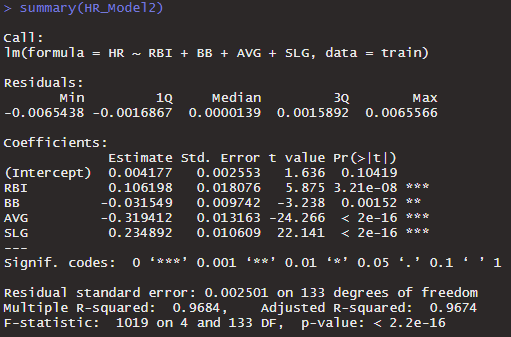 > summary(HR_Model2)
Call:
lm(formula = HR ~ RBI + BB + AVG + SLG, data = train)
Residuals:
Min 1Q Median 3Q Max
-0.0065438 -0.0016867 0.0000139 0.0015892 0.0065566
Coefficients:
Estimate Std. Error t value Pr(>|t|)
(Intercept) 0.004177 0.002553 1.636 0.10419
RBI 0.106198 0.018076 5.875 3.21e-08 ***
BB -0.031549 0.009742 -3.238 0.00152 **
AVG -0.319412 0.013163 -24.266 < 2e-16 ***
SLG 0.234892 0.010609 22.141 < 2e-16 ***
---
Signif. codes: 0 ‘***’ 0.001 ‘**’ 0.01 ‘*’ 0.05 ‘.’ 0.1 ‘ ’ 1
Residual standard error: 0.002501 on 133 degrees of freedom
Multiple R-squared: 0.9684, Adjusted R-squared: 0.9674
F-statistic: 1019 on 4 and 133 DF, p-value: < 2.2e-16